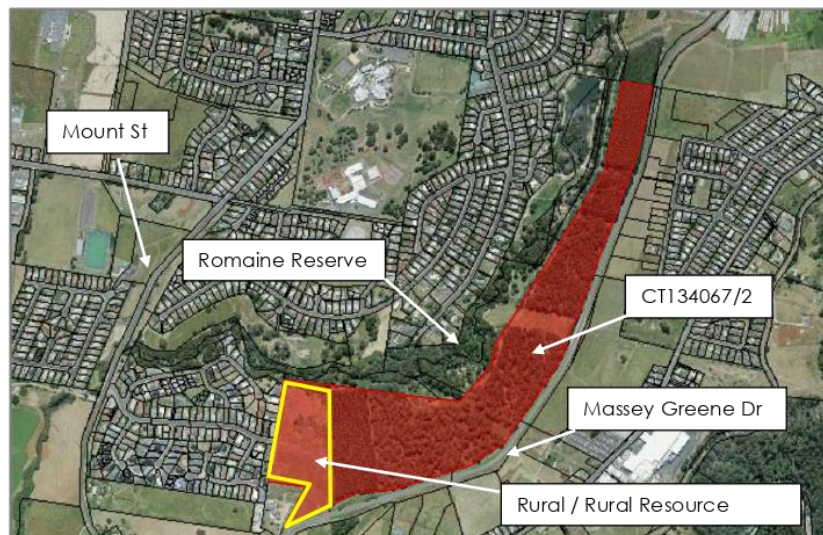 Mount St
Romaine Reserve
CT134067/2
Massey Greene Dr
Rural / Rural Resource